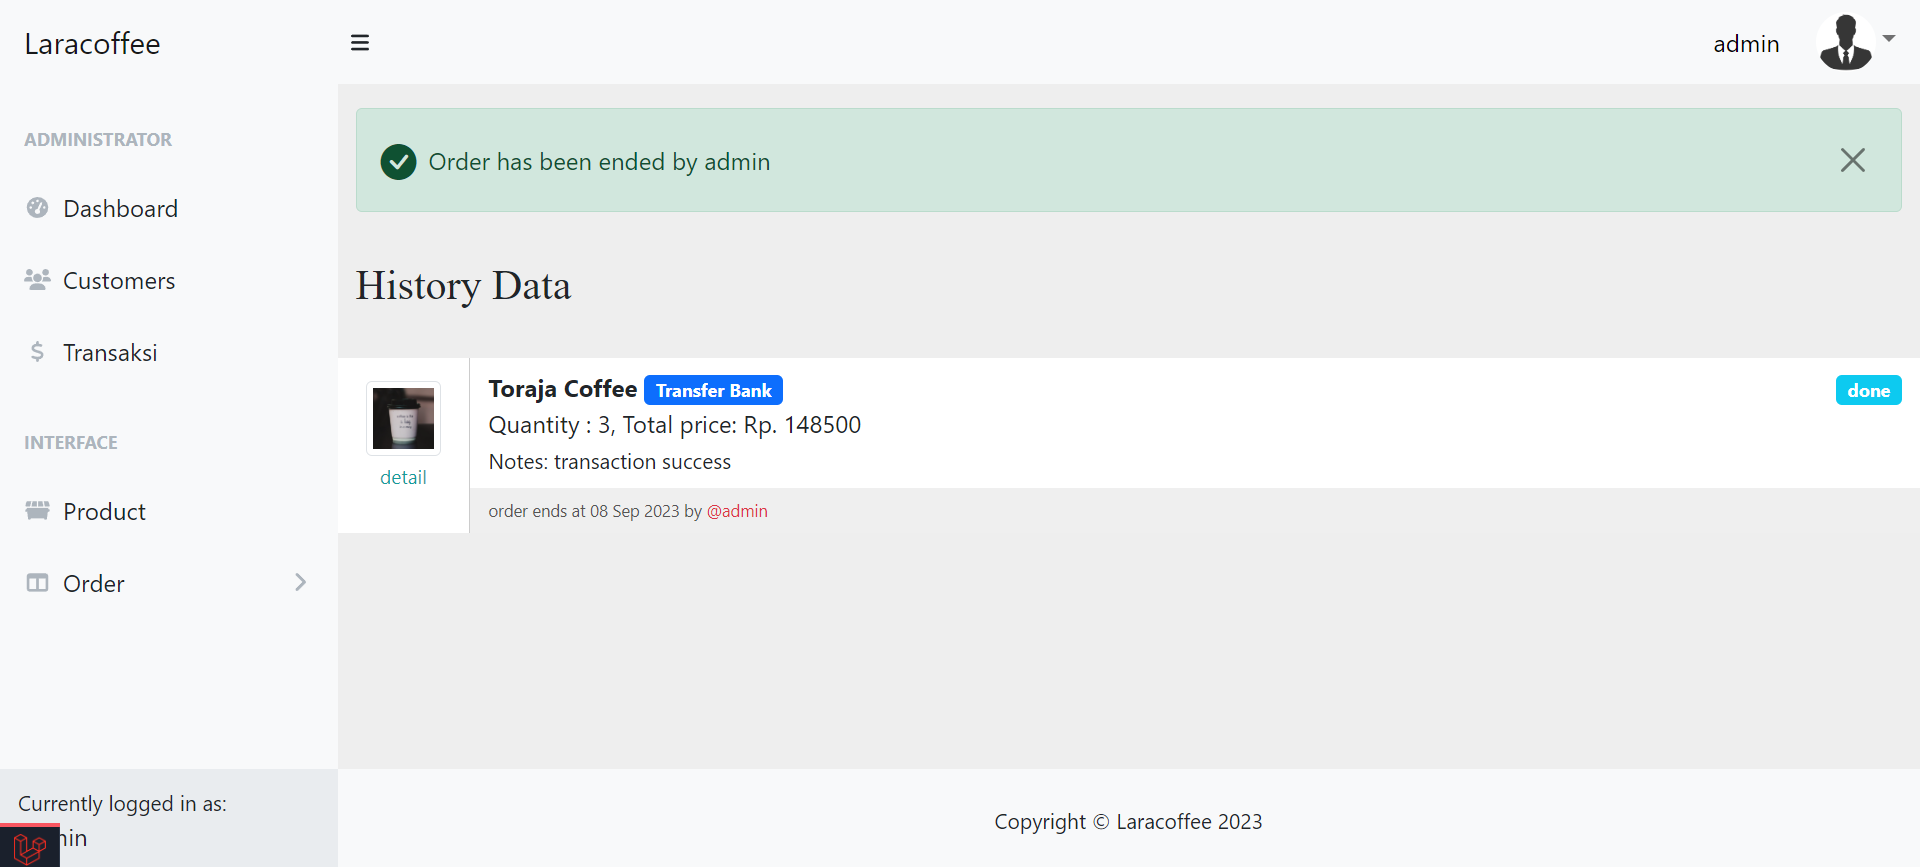 Laracoffee
admin
ADMINISTRATOR
Dashboard
Customers
Transaksi
INTERFACE
Product
Order
Currently logged in as:
Order has been ended by admin
History Data
Toraja Coffee Transfer Bank
done
Quantity : 3, Total price: Rp. 148500
Notes: transaction success
detail
order ends at 08 Sep 2023 by @admin
Copyright © Laracoffee 2023